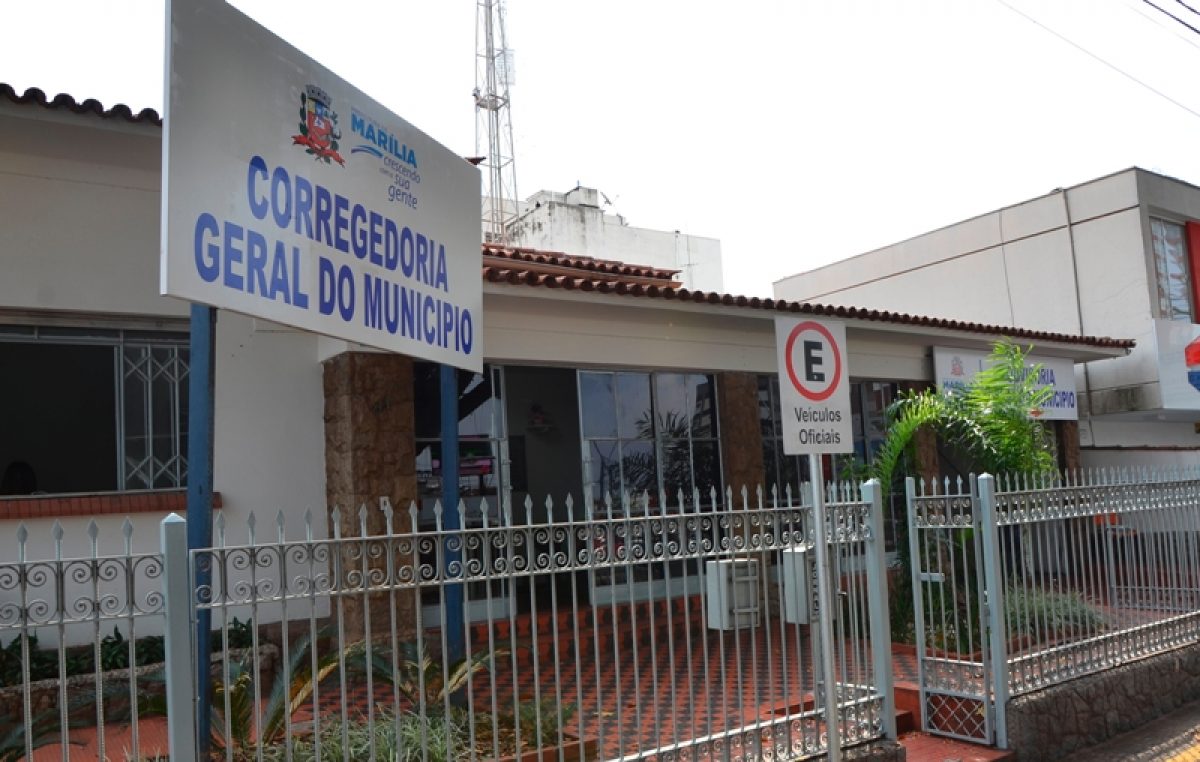 MARÍLIA
crescendo
com a
sua
gente
CORREGEDORIA
GERAL DO MUNICIPIO
E
Veículos
Oficiais